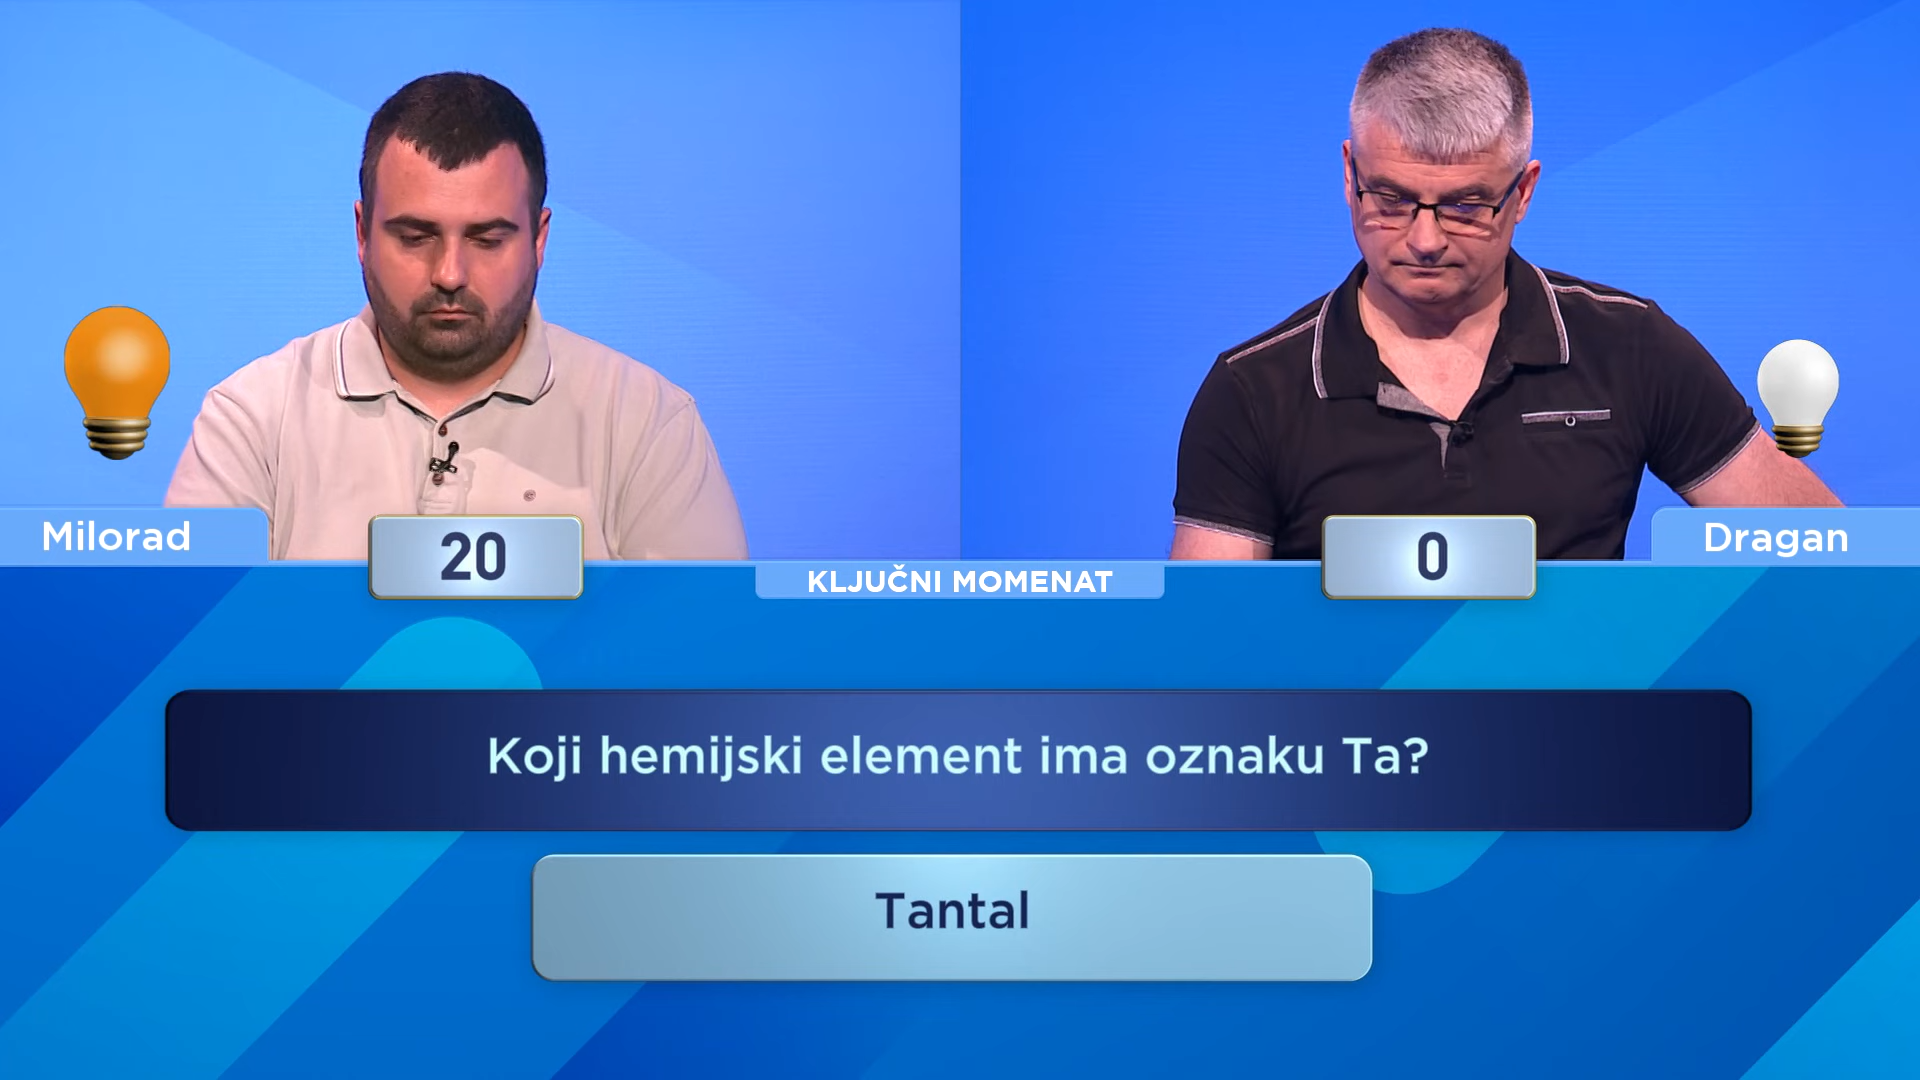 Milorad
20
KLJUČNI MOMENAT
0
Dragan
Koji hemijski element ima oznaku Ta?
Tantal